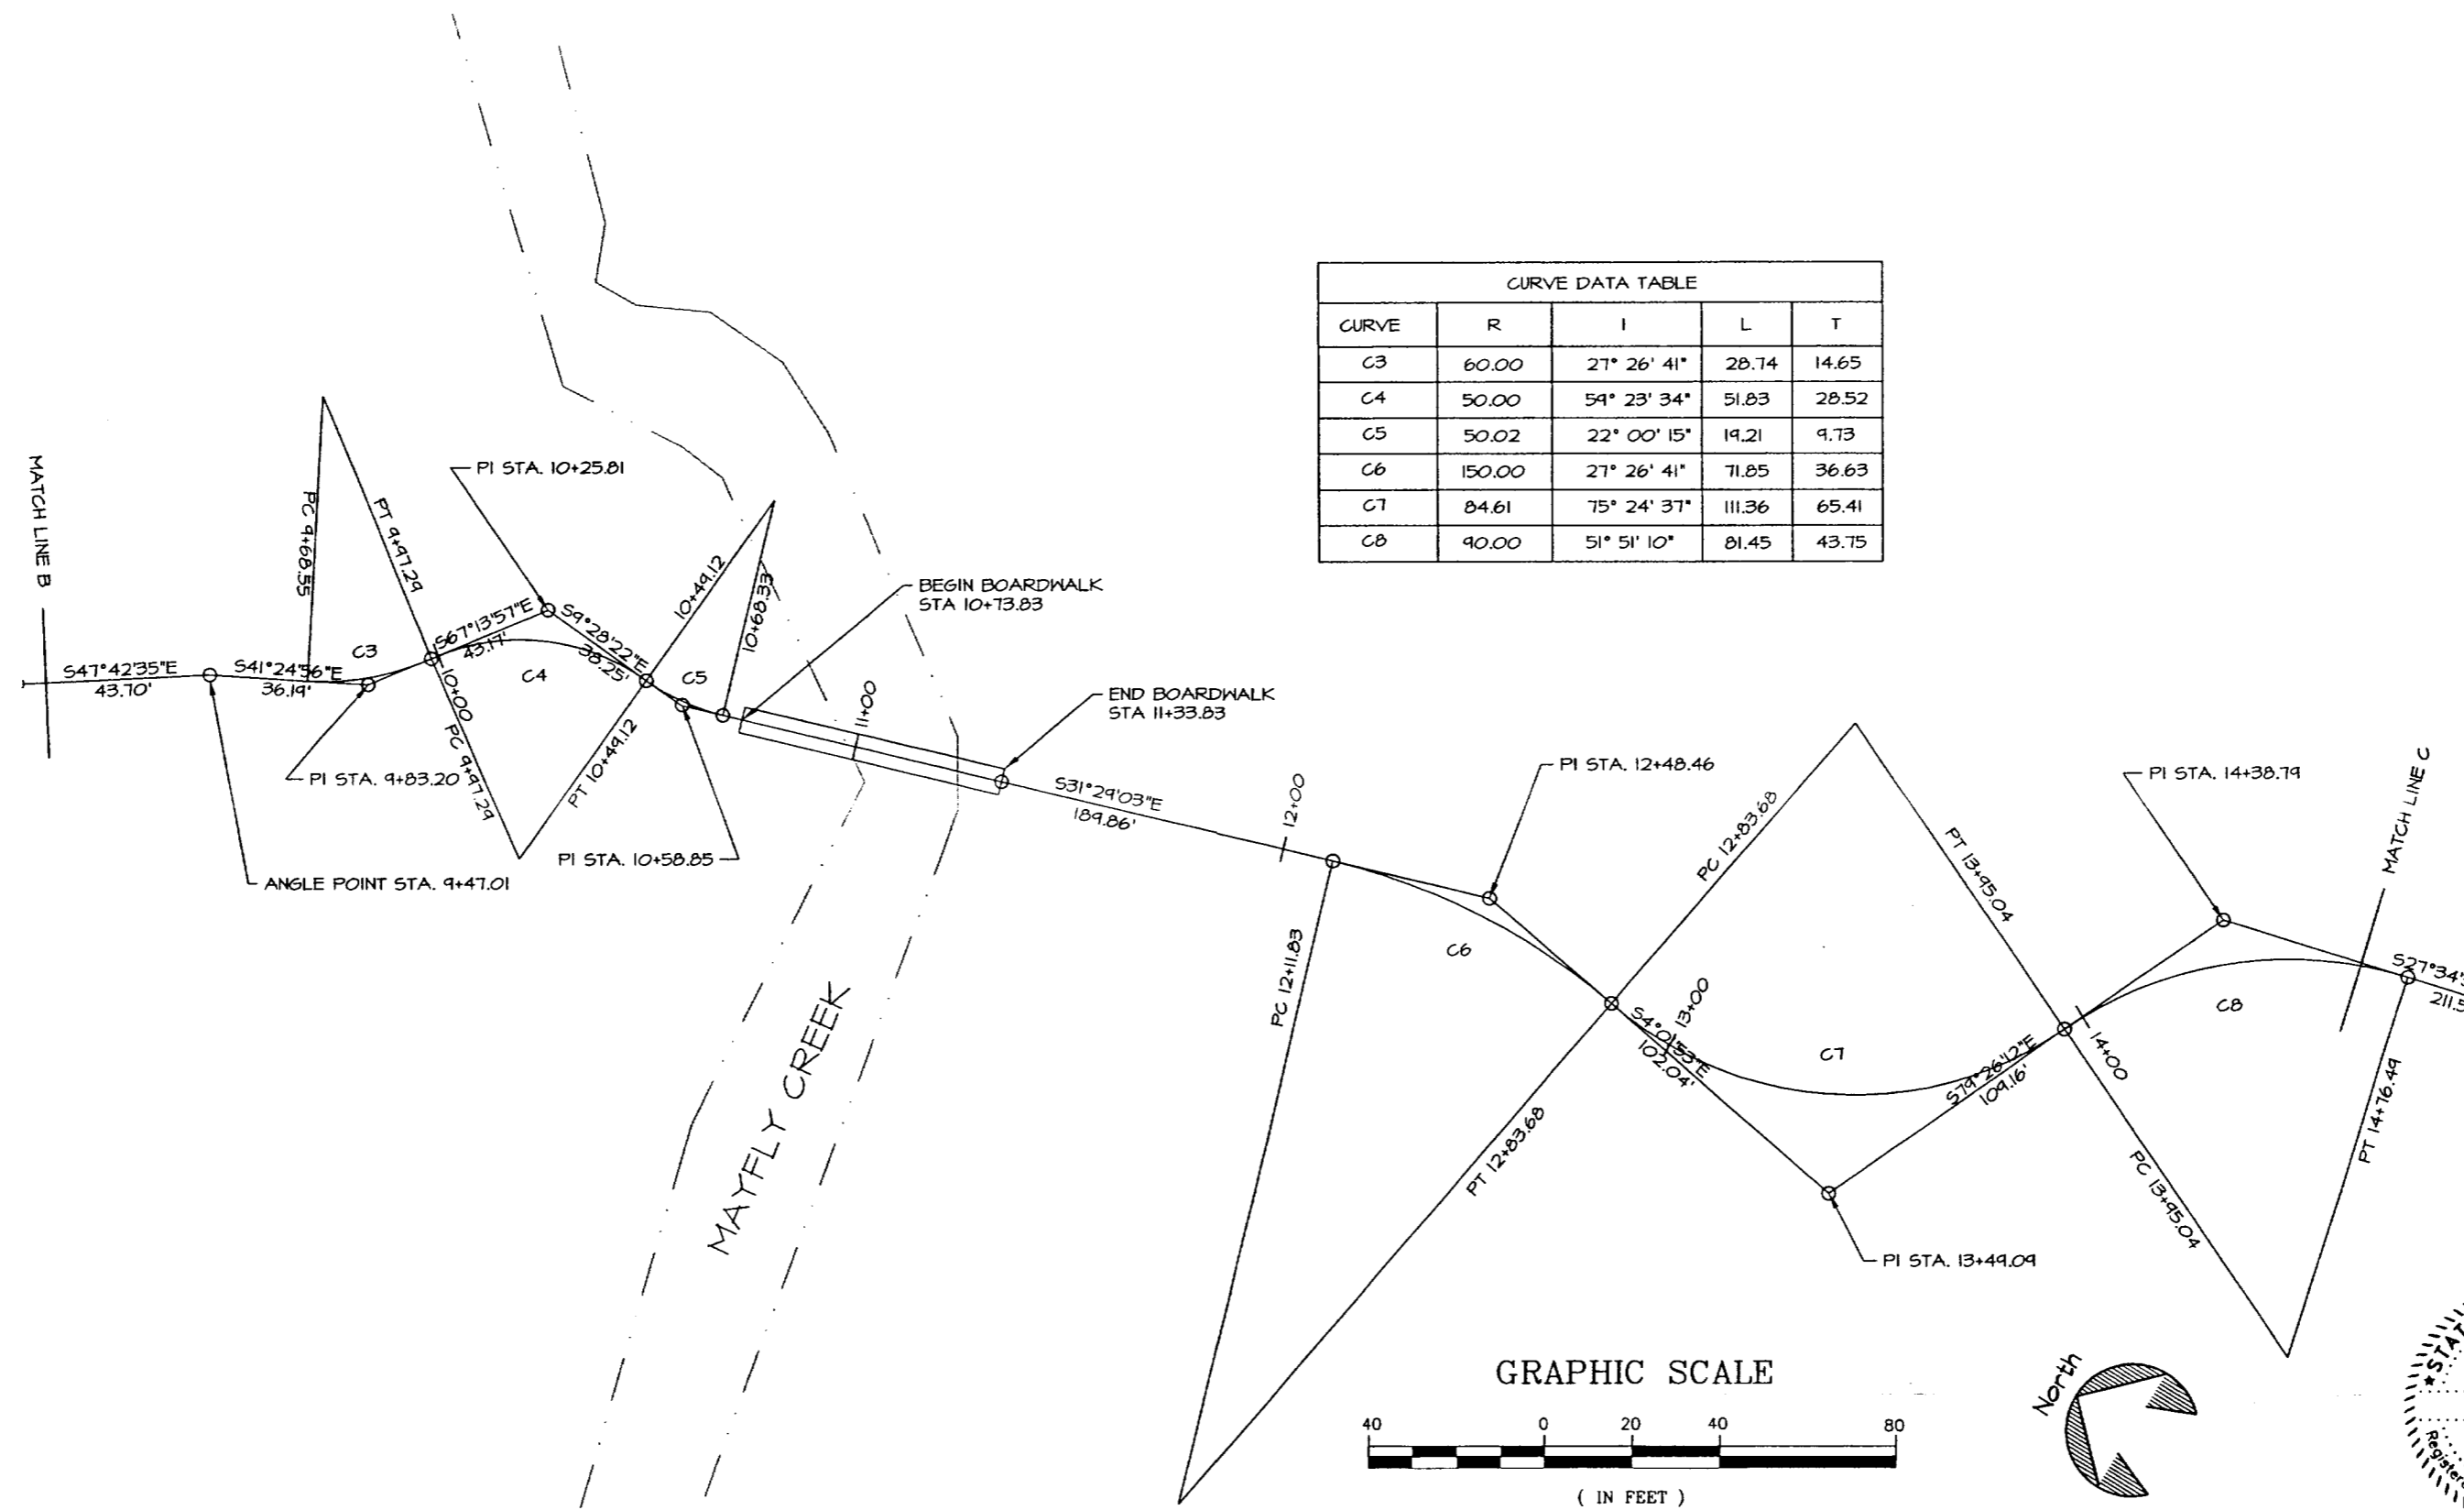 CURVE DATA TABLE
CURVE R I L T
C3 60.00 27° 26' 41" 28.74 14.65
C4 50.00 59° 23' 34" 51.83 28.52
C5 50.02 22° 00' 15" 19.21 9.73
C6 150.00 27° 26' 41" 71.85 36.63
C7 84.61 75° 24' 37" 111.36 65.41
C8 90.00 51° 51' 10" 81.45 43.75
MATCH LINE B
S47°42'35"E
43.70'
S41°24'56"E
36.19'
ANGLE POINT STA. 9+47.01
PC 9+68.55
PT 9+97.29
C3
PI STA. 9+83.20
S67°13'57"E
43.17'
10+00
PC 9+97.29
PI STA. 10+25.81
C4
S9°28'22"E
38.25'
PT 10+49.12
10+49.12
C5
10+68.33
PI STA. 10+58.85
BEGIN BOARDWALK
STA 10+73.83
11+00
END BOARDWALK
STA 11+33.83
MAYFLY CREEK
S31°29'03"E
189.86'
12+00
PC 12+11.83
PI STA. 12+48.46
C6
PT 12+83.68
PC 12+83.68
S4°01'53"E
102.04'
13+00
C7
PI STA. 13+49.09
PT 13+95.04
S79°26'12"E
109.16'
14+00
PC 13+95.04
PI STA. 14+38.79
C8
PT 14+76.49
MATCH LINE C
S27°34'
211.5
GRAPHIC SCALE
40 0 20 40 80
( IN FEET )
North
STAT
Register